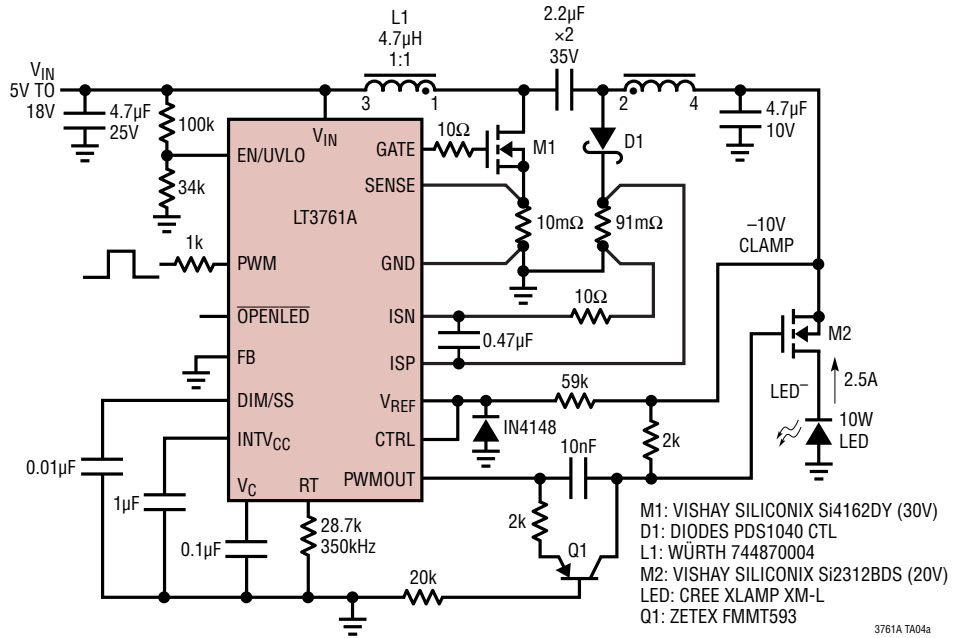 L1
4.7µH
1:1
2.2µF
×2
35V
VIN
5V TO
18V
4.7µF
25V
100k
34k
3
1
2
4
4.7µF
10V
VIN
EN/UVLO
GATE
10Ω
M1
D1
SENSE
LT3761A
10mΩ
91mΩ
–10V
CLAMP
1k
PWM
GND
OPENLED
ISN
10Ω
0.47µF
FB
ISP
M2
LED–
2.5A
DIM/SS
VREF
59k
10W
LED
INTVCC
CTRL
IN4148
10nF
2k
0.01µF
1µF
VC
RT
PWMOUT
0.1µF
28.7k
350kHz
2k
Q1
20k
M1: VISHAY SILICONIX Si4162DY (30V)
D1: DIODES PDS1040 CTL
L1: WÜRTH 744870004
M2: VISHAY SILICONIX Si2312BDS (20V)
LED: CREE XLAMP XM-L
Q1: ZETEX FMMT593
3761A TA04a